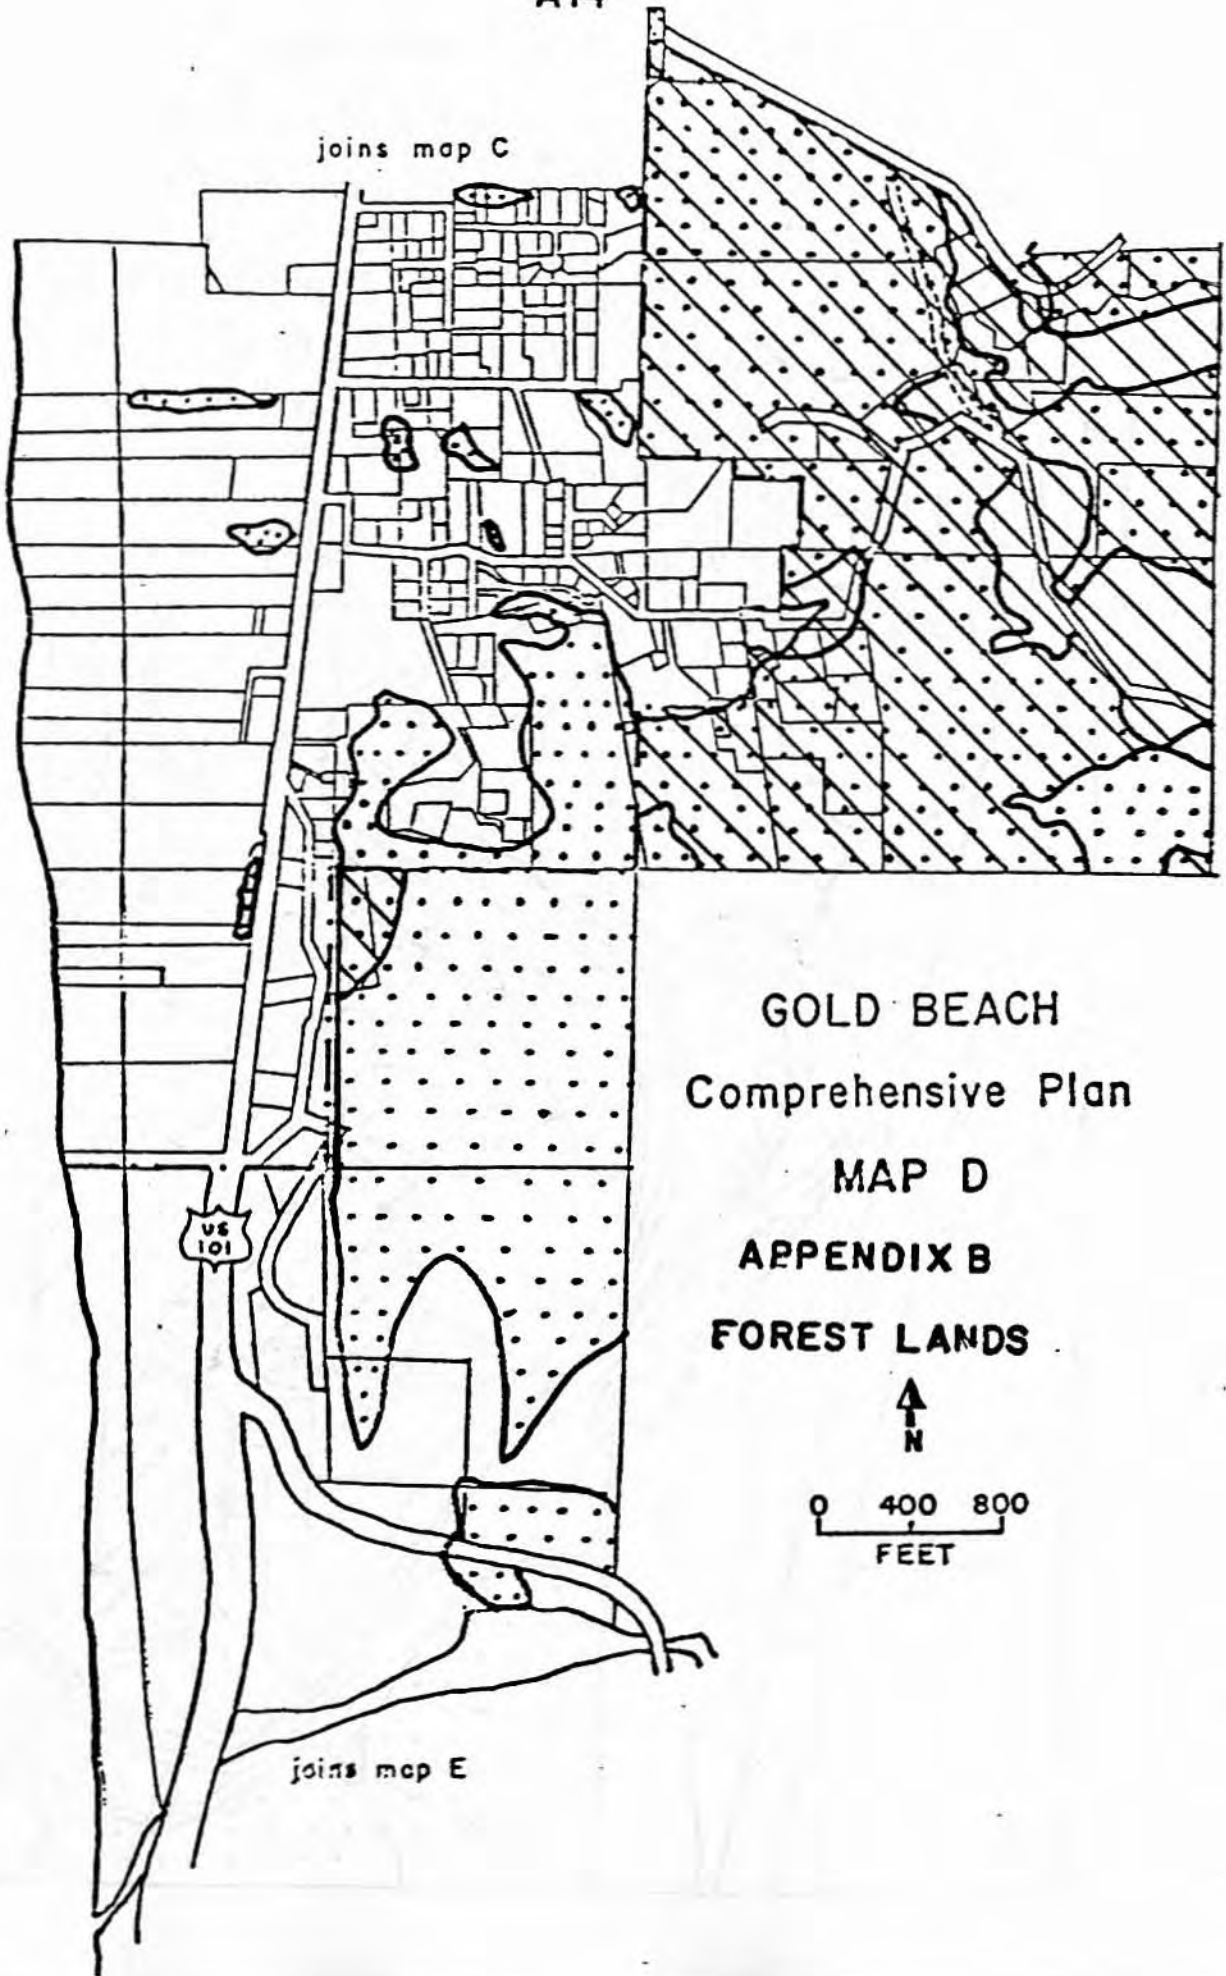 joins map C
GOLD BEACH
Comprehensive Plan
MAP D
APPENDIX B
FOREST LANDS
N
0 400 800
FEET
US
101
joins map E